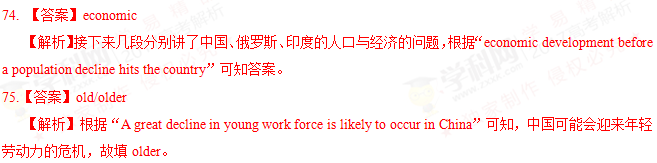 74. 【答案】economic
【解析】接下来几段分别讲了中国、俄罗斯、印度的人口与经济的问题，根据“economic development before
a population decline hits the country”可知答案。
75.【答案】old/older
【解析】根据“A great decline in young work force is likely to occur in China”可知，中国可能会迎来年轻
劳动力的危机，故填 older。